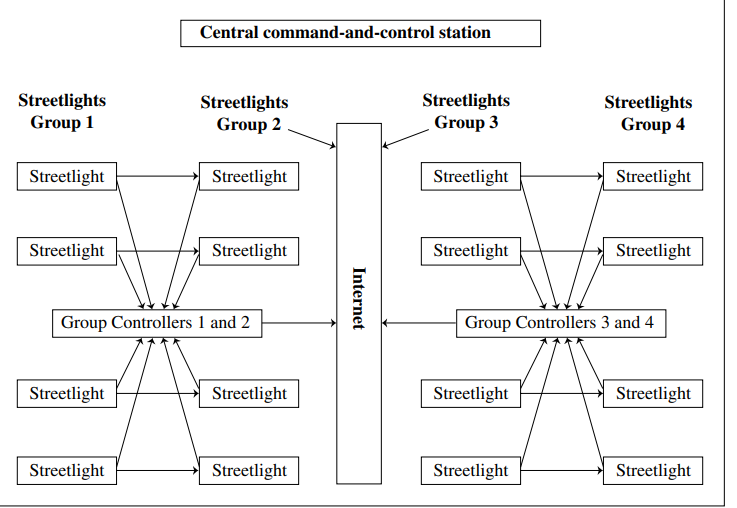 Central command-and-control station
Streetlights
Group 1
Streetlights
Group 2
Streetlights
Group 3
Streetlights
Group 4
Streetlight
Streetlight
Streetlight
Streetlight
Streetlight
Streetlight
Streetlight
Streetlight
Internet
Group Controllers 1 and 2
Group Controllers 3 and 4
Streetlight
Streetlight
Streetlight
Streetlight
Streetlight
Streetlight
Streetlight
Streetlight